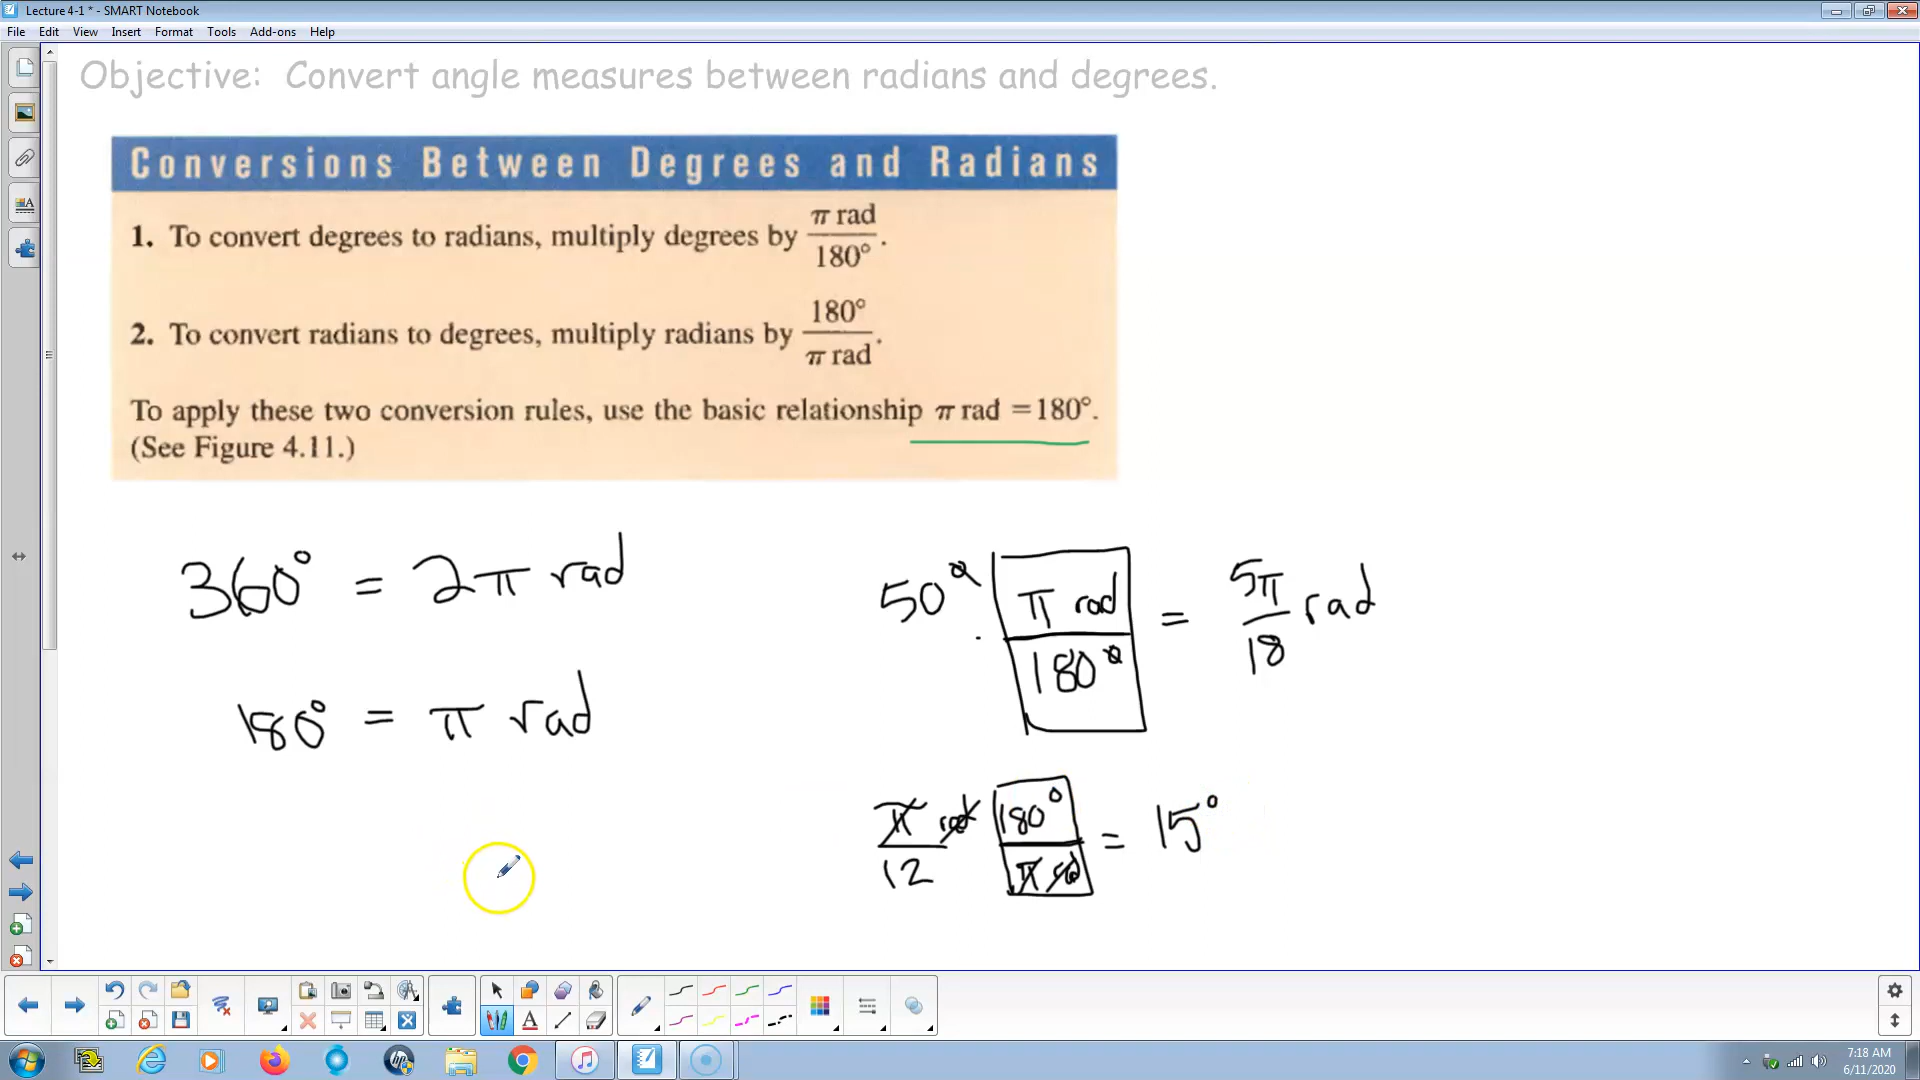 Lecture 4-1 * - SMART Notebook
File Edit View Insert Format Tools Add-ons Help
Objective: Convert angle measures between radians and degrees.
Conversions Between Degrees and Radians
1. To convert degrees to radians, multiply degrees by π rad / 180°.
2. To convert radians to degrees, multiply radians by 180° / π rad.
To apply these two conversion rules, use the basic relationship π rad = 180°.
(See Figure 4.11.)
360° = 2π rad
180° = π rad
50° · π rad / 180° = 5π / 18 rad
π / 12 rad 180° / π rad = 15°
7:18 AM
6/11/2020